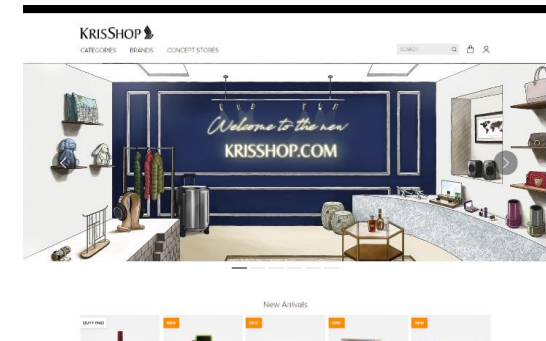 KRISSHOP
CATEGORIES BRANDS CONCEPT STORES
SEARCH
Welcome to the new
KRISSHOP.COM
New Arrivals
DUTY PAID NEW NEW NEW NEW